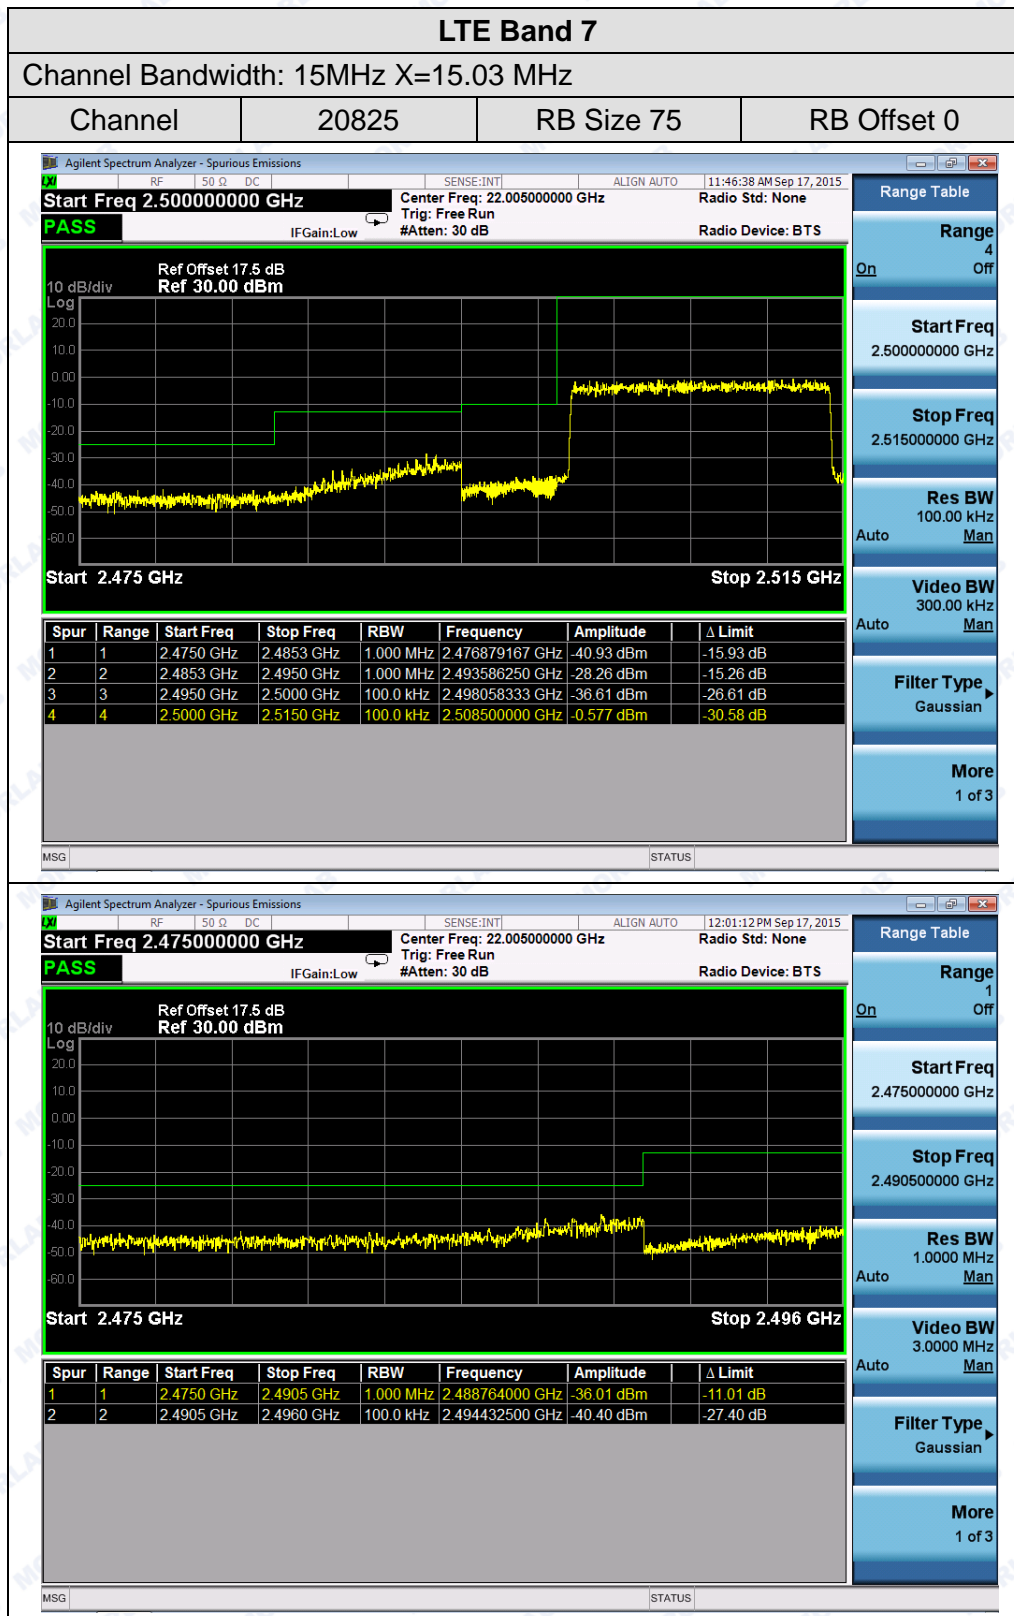 LTE Band 7
Channel Bandwidth: 15MHz X=15.03 MHz
Channel 20825 RB Size 75 RB Offset 0
Agilent Spectrum Analyzer - Spurious Emissions
LXI RF 50 Ω DC SENSE:INT ALIGN AUTO 11:46:38 AM Sep 17, 2015
Start Freq 2.500000000 GHz Center Freq: 22.005000000 GHz Radio Std: None
Trig: Free Run
PASS IFGain:Low #Atten: 30 dB Radio Device: BTS
Ref Offset 17.5 dB
10 dB/div Ref 30.00 dBm
Log
20.0
10.0
0.00
-10.0
-20.0
-30.0
-40.0
-50.0
-60.0
Start 2.475 GHz Stop 2.515 GHz
Spur Range Start Freq Stop Freq RBW Frequency Amplitude Δ Limit
1 1 2.4750 GHz 2.4853 GHz 1.000 MHz 2.476879167 GHz -40.93 dBm -15.93 dB
2 2 2.4853 GHz 2.4950 GHz 1.000 MHz 2.493586250 GHz -28.26 dBm -15.26 dB
3 3 2.4950 GHz 2.5000 GHz 100.0 kHz 2.498058333 GHz -36.61 dBm -26.61 dB
4 4 2.5000 GHz 2.5150 GHz 100.0 kHz 2.508500000 GHz -0.577 dBm -30.58 dB
MSG STATUS
Range Table
Range
4
On Off
Start Freq
2.500000000 GHz
Stop Freq
2.515000000 GHz
Res BW
100.00 kHz
Auto Man
Video BW
300.00 kHz
Auto Man
Filter Type
Gaussian
More
1 of 3
Agilent Spectrum Analyzer - Spurious Emissions
LXI RF 50 Ω DC SENSE:INT ALIGN AUTO 12:01:12 PM Sep 17, 2015
Start Freq 2.475000000 GHz Center Freq: 22.005000000 GHz Radio Std: None
Trig: Free Run
PASS IFGain:Low #Atten: 30 dB Radio Device: BTS
Ref Offset 17.5 dB
10 dB/div Ref 30.00 dBm
Log
20.0
10.0
0.00
-10.0
-20.0
-30.0
-40.0
-50.0
-60.0
Start 2.475 GHz Stop 2.496 GHz
Spur Range Start Freq Stop Freq RBW Frequency Amplitude Δ Limit
1 1 2.4750 GHz 2.4905 GHz 1.000 MHz 2.488764000 GHz -36.01 dBm -11.01 dB
2 2 2.4905 GHz 2.4960 GHz 100.0 kHz 2.494432500 GHz -40.40 dBm -27.40 dB
MSG STATUS
Range Table
Range
1
On Off
Start Freq
2.475000000 GHz
Stop Freq
2.490500000 GHz
Res BW
1.0000 MHz
Auto Man
Video BW
3.0000 MHz
Auto Man
Filter Type
Gaussian
More
1 of 3